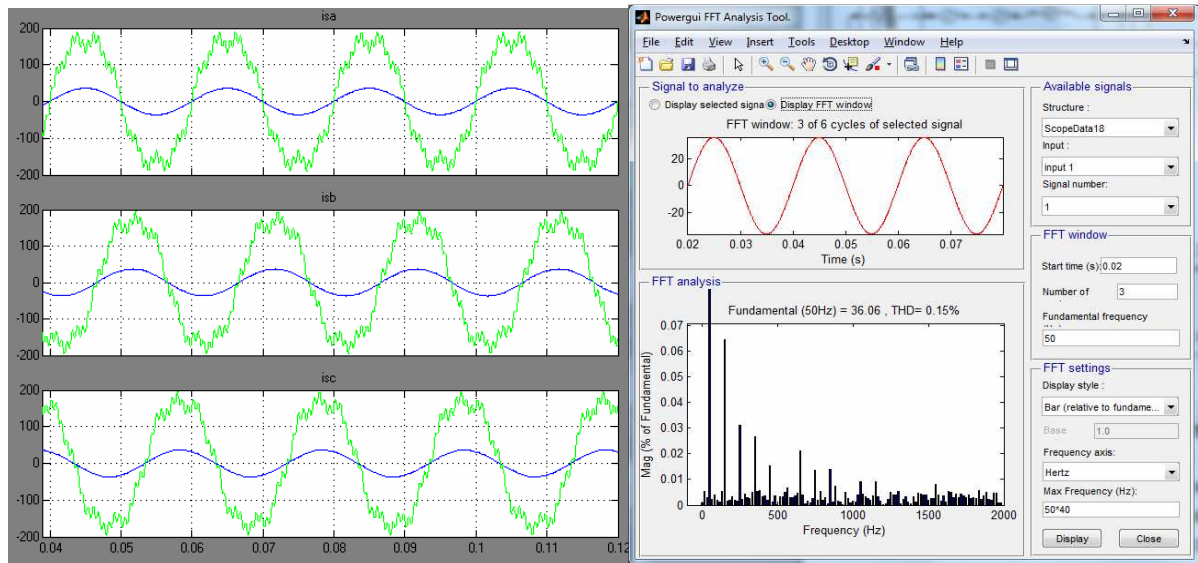 isa
200
100
0
-100
-200
isb
200
100
0
-100
-200
isc
200
100
0
-100
-200
0.04 0.05 0.06 0.07 0.08 0.09 0.1 0.11 0.12
Powergui FFT Analysis Tool.
File Edit View Insert Tools Desktop Window Help
Signal to analyze
Display selected signa Display FFT window
FFT window: 3 of 6 cycles of selected signal
20
0
-20
0.02 0.03 0.04 0.05 0.06 0.07
Time (s)
FFT analysis
Fundamental (50Hz) = 36.06 , THD= 0.15%
0.07
0.06
0.05
0.04
0.03
0.02
0.01
0
Mag (% of Fundamental)
0 500 1000 1500 2000
Frequency (Hz)
Available signals
Structure :
ScopeData18
Input :
input 1
Signal number:
1
FFT window
Start time (s): 0.02
Number of 3
Fundamental frequency
50
FFT settings
Display style :
Bar (relative to fundame...
Base 1.0
Frequency axis:
Hertz
Max Frequency (Hz):
50*40
Display Close